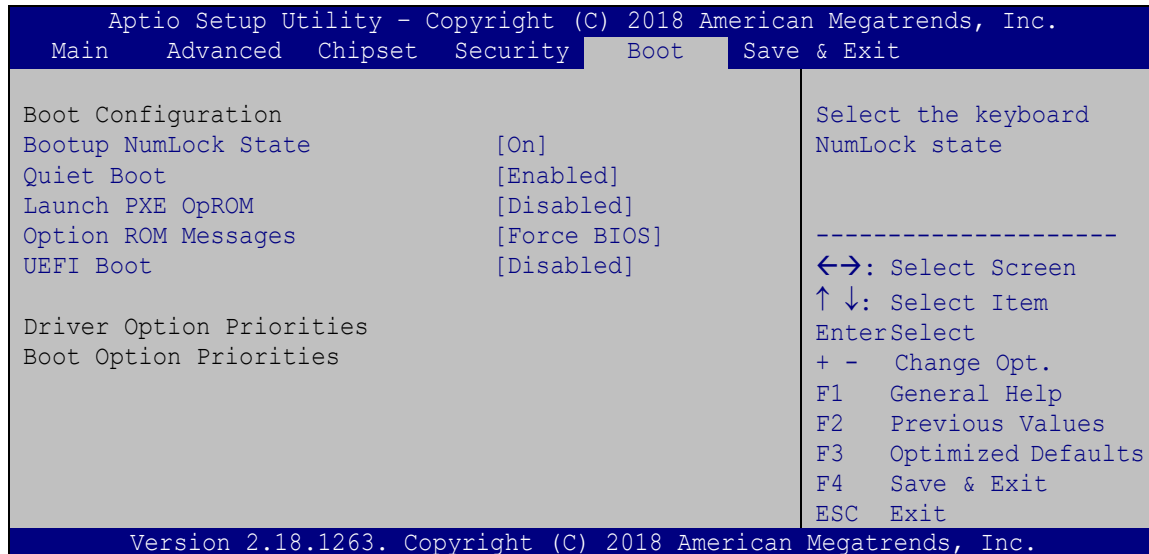 Aptio Setup Utility – Copyright (C) 2018 American Megatrends, Inc.
Main Advanced Chipset Security Boot Save & Exit
Boot Configuration
Bootup NumLock State [On]
Quiet Boot [Enabled]
Launch PXE OpROM [Disabled]
Option ROM Messages [Force BIOS]
UEFI Boot [Disabled]
Driver Option Priorities
Boot Option Priorities
Select the keyboard
NumLock state
----------------------
←→: Select Screen
↑ ↓: Select Item
EnterSelect
+ - Change Opt.
F1 General Help
F2 Previous Values
F3 Optimized Defaults
F4 Save & Exit
ESC Exit
Version 2.18.1263. Copyright (C) 2018 American Megatrends, Inc.